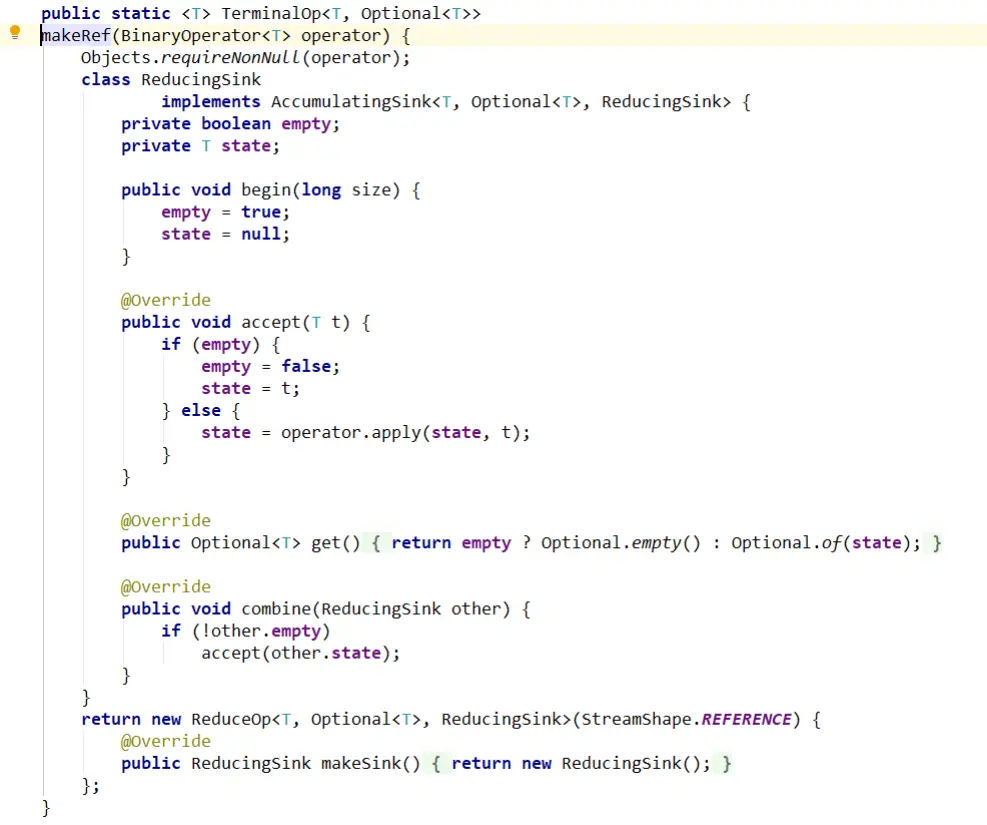 public static <T> TerminalOp<T, Optional<T>>
makeRef(BinaryOperator<T> operator) {
    Objects.requireNonNull(operator);
    class ReducingSink
            implements AccumulatingSink<T, Optional<T>, ReducingSink> {
        private boolean empty;
        private T state;

        public void begin(long size) {
            empty = true;
            state = null;
        }

        @Override
        public void accept(T t) {
            if (empty) {
                empty = false;
                state = t;
            } else {
                state = operator.apply(state, t);
            }
        }

        @Override
        public Optional<T> get() { return empty ? Optional.empty() : Optional.of(state); }

        @Override
        public void combine(ReducingSink other) {
            if (!other.empty)
                accept(other.state);
        }
    }
    return new ReduceOp<T, Optional<T>, ReducingSink>(StreamShape.REFERENCE) {
        @Override
        public ReducingSink makeSink() { return new ReducingSink(); }
    };
}